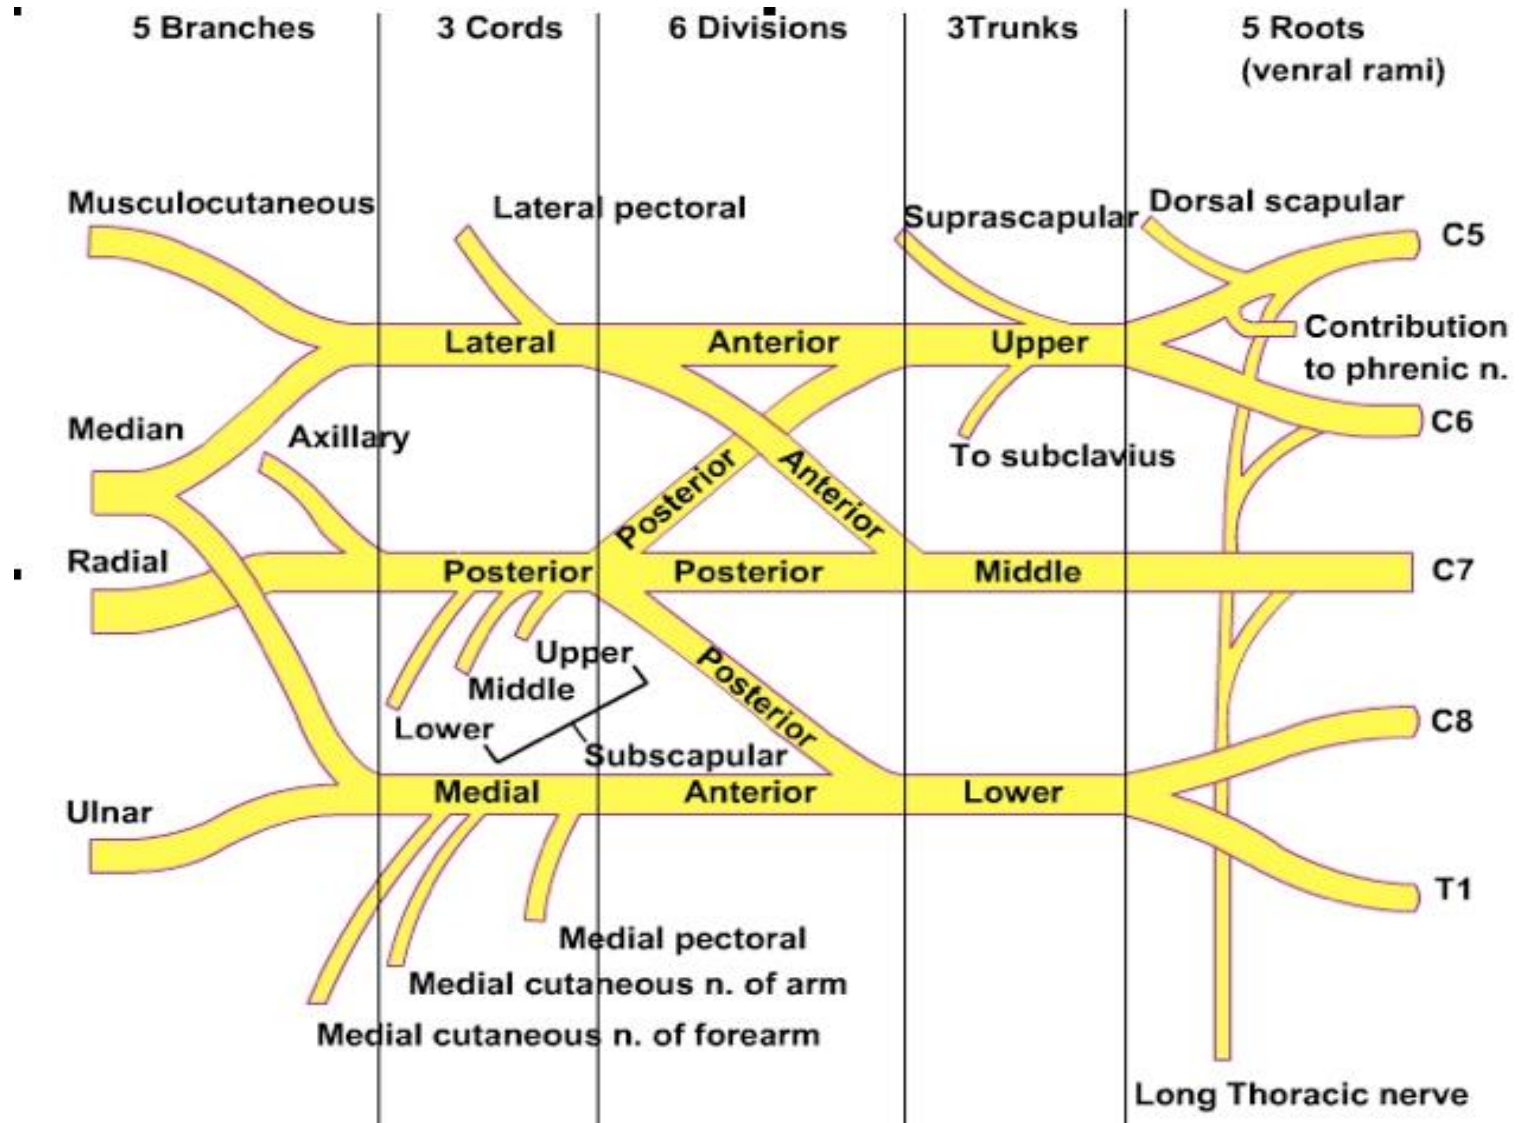 5 Branches
3 Cords
6 Divisions
3Trunks
5 Roots
(venral rami)
Musculocutaneous
Lateral pectoral
Suprascapular
Dorsal scapular
C5
Lateral
Anterior
Upper
Contribution
to phrenic n.
Median
Axillary
C6
To subclavius
Posterior
Anterior
Radial
Posterior
Posterior
Middle
C7
Upper
Middle
Lower
Subscapular
Posterior
C8
Medial
Anterior
Lower
Ulnar
T1
Medial pectoral
Medial cutaneous n. of arm
Medial cutaneous n. of forearm
Long Thoracic nerve